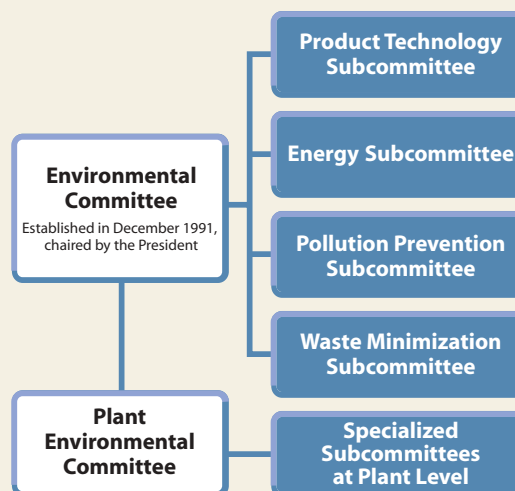 Product Technology
Subcommittee
Energy Subcommittee
Environmental
Committee
Established in December 1991,
chaired by the President
Pollution Prevention
Subcommittee
Waste Minimization
Subcommittee
Plant
Environmental
Committee
Specialized
Subcommittees
at Plant Level